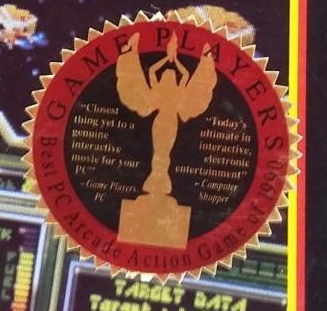 GAME PLAYERS
"Closest
thing yet to a
genuine
interactive
movie for your
PC"
- Game Players
PC
"Today's
ultimate in
interactive,
electronic
entertainment"
- Computer
Shopper
Best PC Arcade Action Game of 1990
TARGET DATA
Target